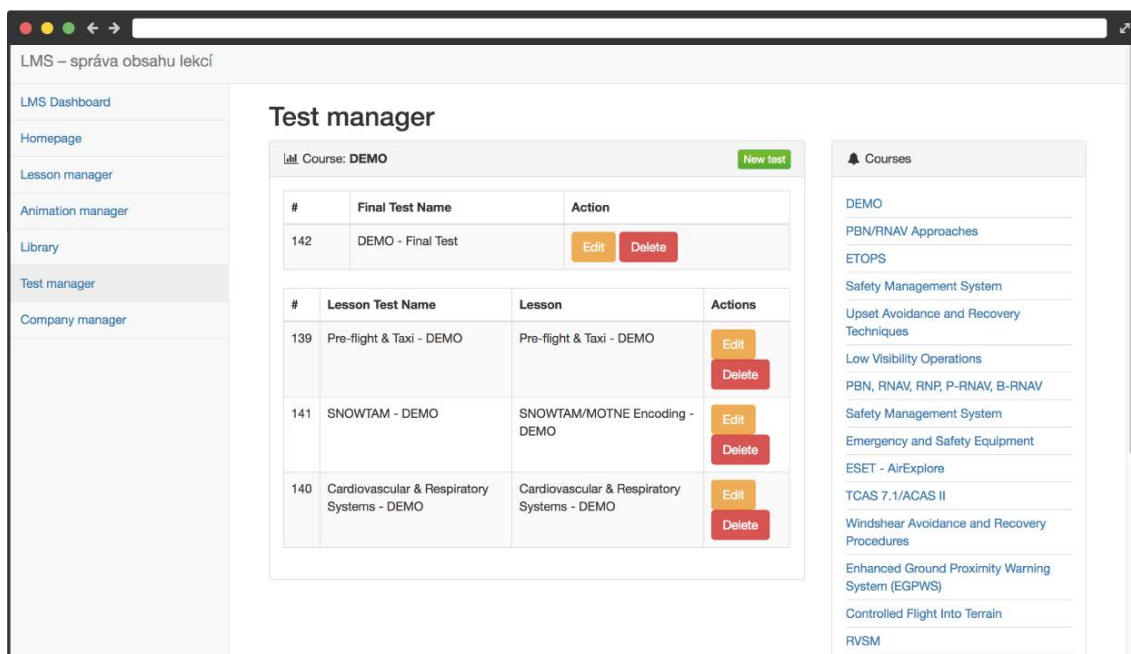 LMS – správa obsahu lekcí
LMS Dashboard
Homepage
Lesson manager
Animation manager
Library
Test manager
Company manager
Test manager
Course: DEMO
New test
# Final Test Name Action
142 DEMO - Final Test Edit Delete
# Lesson Test Name Lesson Actions
139 Pre-flight & Taxi - DEMO Pre-flight & Taxi - DEMO Edit
Delete
141 SNOWTAM - DEMO SNOWTAM/MOTNE Encoding - Edit
DEMO
Delete
140 Cardiovascular & Respiratory Cardiovascular & Respiratory Edit
Systems - DEMO Systems - DEMO
Delete
Courses
DEMO
PBN/RNAV Approaches
ETOPS
Safety Management System
Upset Avoidance and Recovery
Techniques
Low Visibility Operations
PBN, RNAV, RNP, P-RNAV, B-RNAV
Safety Management System
Emergency and Safety Equipment
ESET - AirExplore
TCAS 7.1/ACAS II
Windshear Avoidance and Recovery
Procedures
Enhanced Ground Proximity Warning
System (EGPWS)
Controlled Flight Into Terrain
RVSM